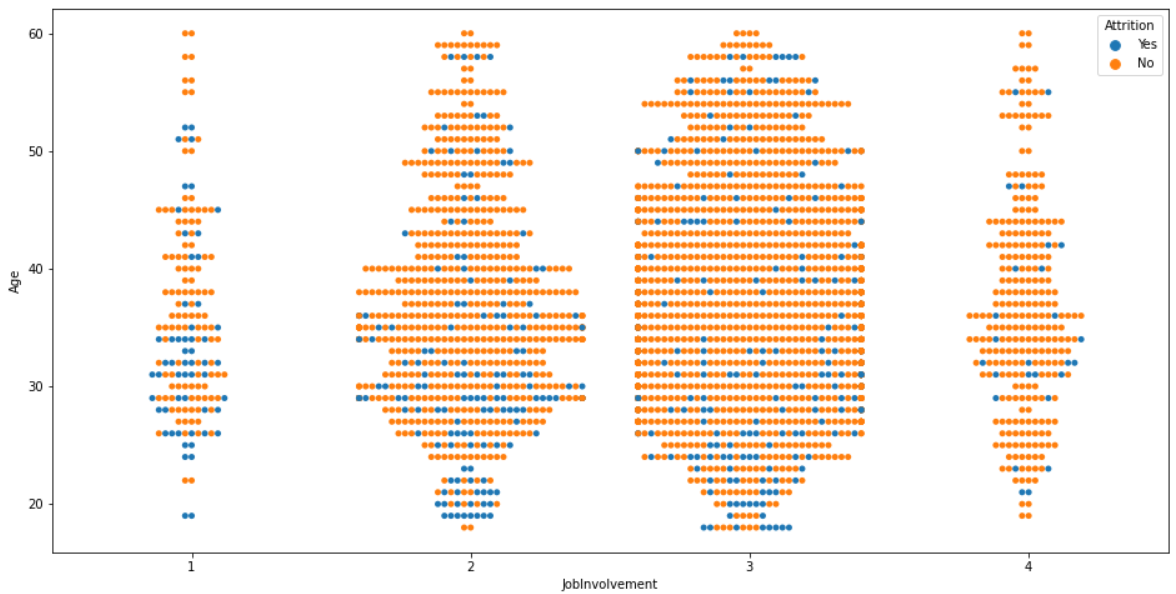 60
50
40
30
20
Age
1
2
3
4
JobInvolvement
Attrition
Yes
No